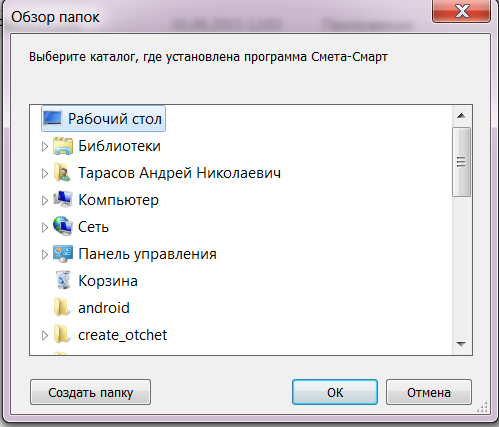 Обзор папок
Выберите каталог, где установлена программа Смета-Смарт
Рабочий стол
Библиотеки
Тарасов Андрей Николаевич
Компьютер
Сеть
Панель управления
Корзина
android
create_otchet
Создать папку
ОК
Отмена